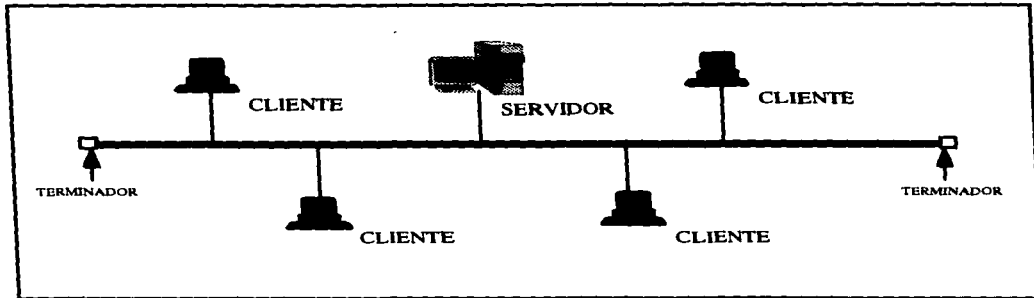 CLIENTE
SERVIDOR
CLIENTE
TERMINADOR
TERMINADOR
CLIENTE
CLIENTE